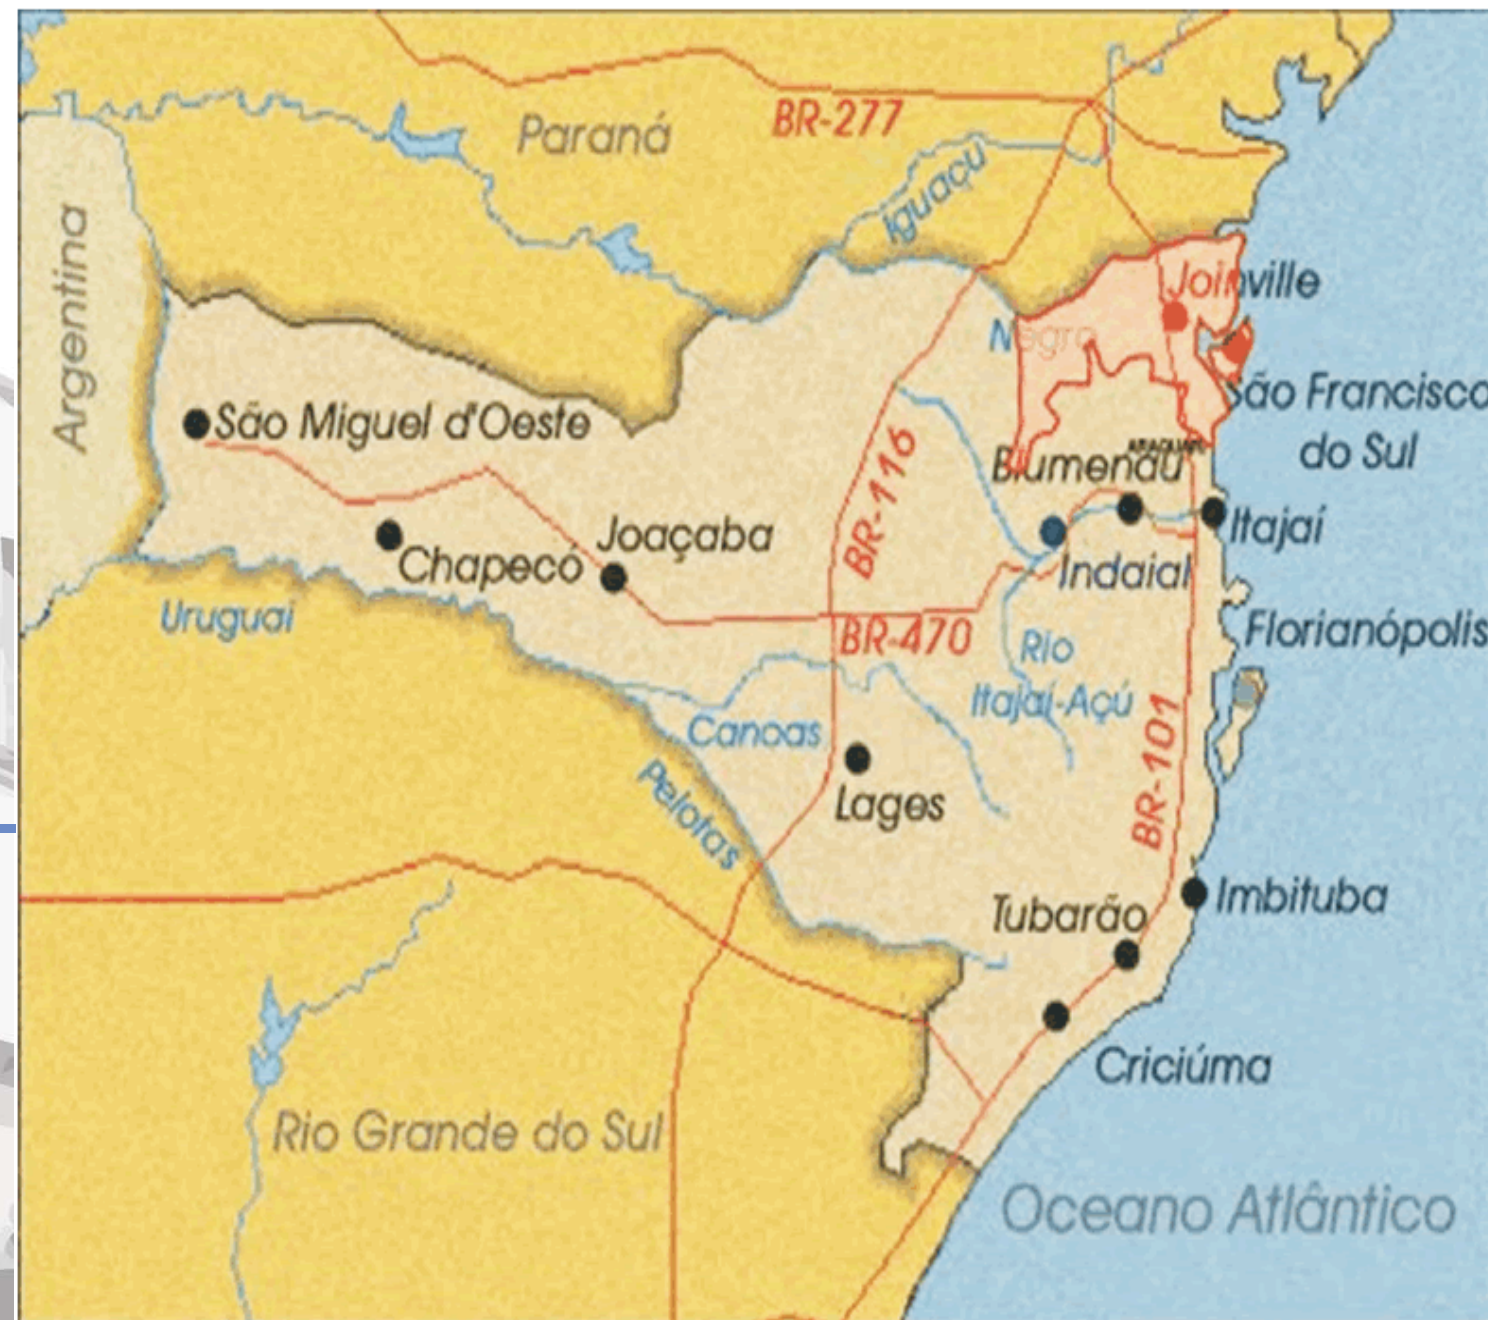 Paraná
BR-277
Iguaçu
Argentina
Joinville
Negro
São Francisco
do Sul
São Miguel d'Oeste
BR-116
ARAQUARI
Blumenau
Itajaí
Joaçaba
Chapecó
Indaial
Uruguai
BR-470
Rio
Itajaí-Açú
Florianópolis
Canoas
Pelotas
Lages
BR-101
Imbituba
Tubarão
Criciúma
Rio Grande do Sul
Oceano Atlântico